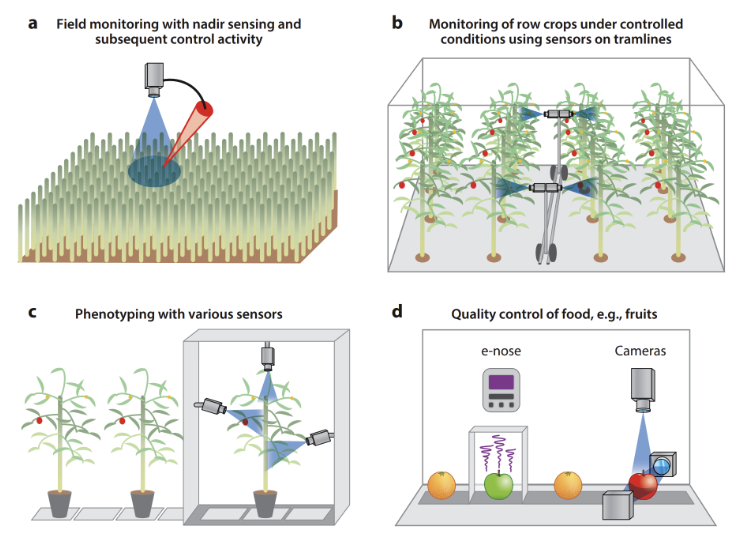 a Field monitoring with nadir sensing and
subsequent control activity
b Monitoring of row crops under controlled
conditions using sensors on tramlines
c Phenotyping with various sensors
d Quality control of food, e.g., fruits
e-nose
Cameras